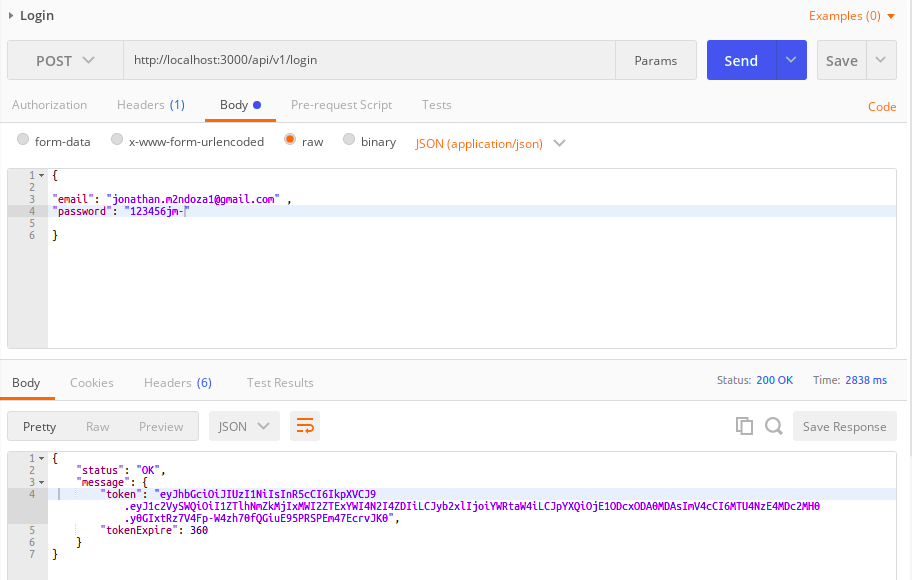 Login
Examples (0)
POST
http://localhost:3000/api/v1/login
Params
Send
Save
Authorization
Headers (1)
Body
Pre-request Script
Tests
Code
form-data
x-www-form-urlencoded
raw
binary
JSON (application/json)
1 {
2
3 "email": "jonathan.m2ndoza1@gmail.com" ,
4 "password": "123456jm-"
5
6 }
Body
Cookies
Headers (6)
Test Results
Status: 200 OK
Time: 2838 ms
Pretty
Raw
Preview
JSON
Save Response
1 {
2 "status": "OK",
3 "message": {
4 "token": "eyJhbGciOiJIUzI1NiIsInR5cCI6IkpXVCJ9
.eyJ1c2VySWQiOiI1ZTlhNmZkMjIxMWI2ZTExYWI4N2I4ZDIiLCJyb2xlIjoiYWRtaW4iLCJpYXQiOjE1ODcxODA0MDAsImV4cCI6MTU4NzE4MDc2MH0
.y0GIxtRz7V4Fp-W4zh70fQGiuE95PRSPEm47EcrvJK0",
5 "tokenExpire": 360
6 }
7 }